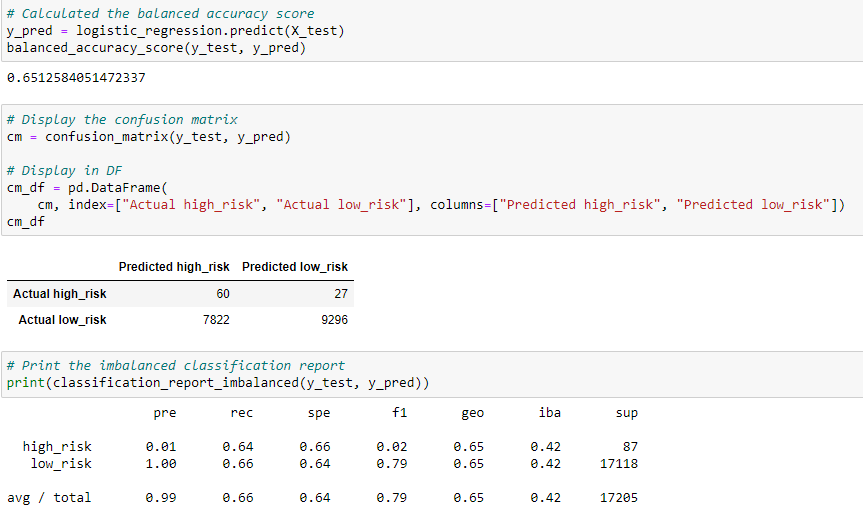 # Calculated the balanced accuracy score
y_pred = logistic_regression.predict(X_test)
balanced_accuracy_score(y_test, y_pred)
0.6512584051472337
# Display the confusion matrix
cm = confusion_matrix(y_test, y_pred)
# Display in DF
cm_df = pd.DataFrame(
    cm, index=["Actual high_risk", "Actual low_risk"], columns=["Predicted high_risk", "Predicted low_risk"])
cm_df
Predicted high_risk Predicted low_risk
Actual high_risk 60 27
Actual low_risk 7822 9296
# Print the imbalanced classification report
print(classification_report_imbalanced(y_test, y_pred))
pre rec spe f1 geo iba sup
high_risk 0.01 0.64 0.66 0.02 0.65 0.42 87
low_risk 1.00 0.66 0.64 0.79 0.65 0.42 17118
avg / total 0.99 0.66 0.64 0.79 0.65 0.42 17205